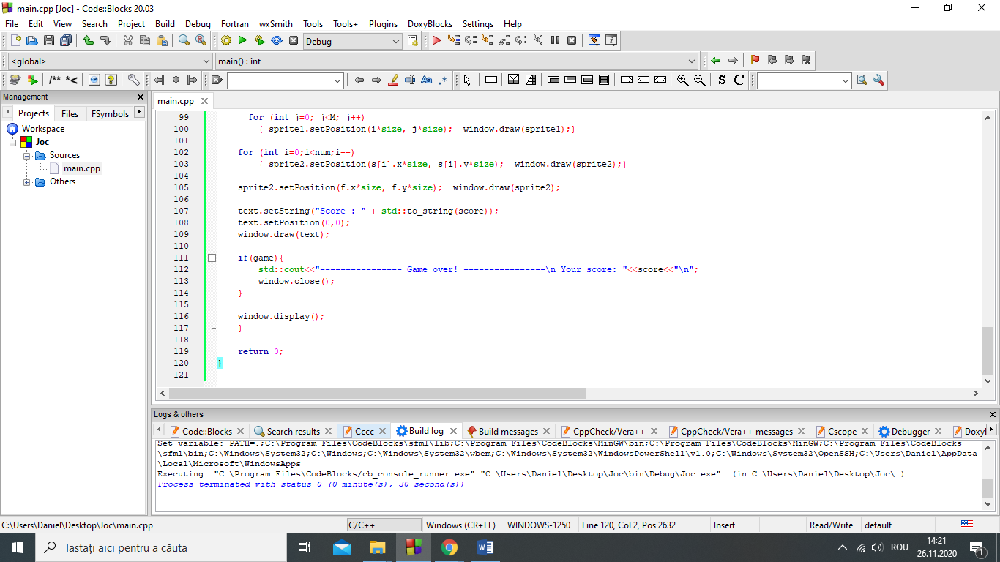 main.cpp [Joc] - Code::Blocks 20.03
File Edit View Search Project Build Debug Fortran wxSmith Tools Tools+ Plugins DoxyBlocks Settings Help
Debug
<global> main() : int
/** *< Aa .* S C
Management
Projects Files FSymbols
Workspace
Joc
Sources
main.cpp
Others
main.cpp
99 for (int j=0; j<M; j++)
100 { sprite1.setPosition(i*size, j*size); window.draw(sprite1);}
101
102 for (int i=0;i<num;i++)
103 { sprite2.setPosition(s[i].x*size, s[i].y*size); window.draw(sprite2);}
104
105 sprite2.setPosition(f.x*size, f.y*size); window.draw(sprite2);
106
107 text.setString("Score : " + std::to_string(score));
108 text.setPosition(0,0);
109 window.draw(text);
110
111 if(game){
112 std::cout<<"---------------- Game over! ----------------\n Your score: "<<score<<"\n";
113 window.close();
114 }
115
116 window.display();
117 }
118
119 return 0;
120 }
121
Logs & others
Code::Blocks Search results Cccc Build log Build messages CppCheck/Vera++ CppCheck/Vera++ messages Cscope Debugger Doxyl
Set variable: PATH=.;C:\Program Files\CodeBlocks\sfml\lib;C:\Program Files\CodeBlocks\MinGW\bin;C:\Program Files\CodeBlocks\MinGW;C:\Program Files\CodeBlocks
\sfml\bin;C:\Windows\System32;C:\Windows;C:\Windows\System32\wbem;C:\Windows\System32\WindowsPowerShell\v1.0;C:\Windows\System32\OpenSSH;C:\Users\Daniel\AppData
\Local\Microsoft\WindowsApps
Executing: "C:\Program Files\CodeBlocks/cb_console_runner.exe" "C:\Users\Daniel\Desktop\Joc\bin\Debug\Joc.exe" (in C:\Users\Daniel\Desktop\Joc\.)
Process terminated with status 0 (0 minute(s), 30 second(s))
C:\Users\Daniel\Desktop\Joc\main.cpp C/C++ Windows (CR+LF) WINDOWS-1250 Line 120, Col 2, Pos 2632 Insert Read/Write default
Tastați aici pentru a căuta
ROU
14:21
26.11.2020
1